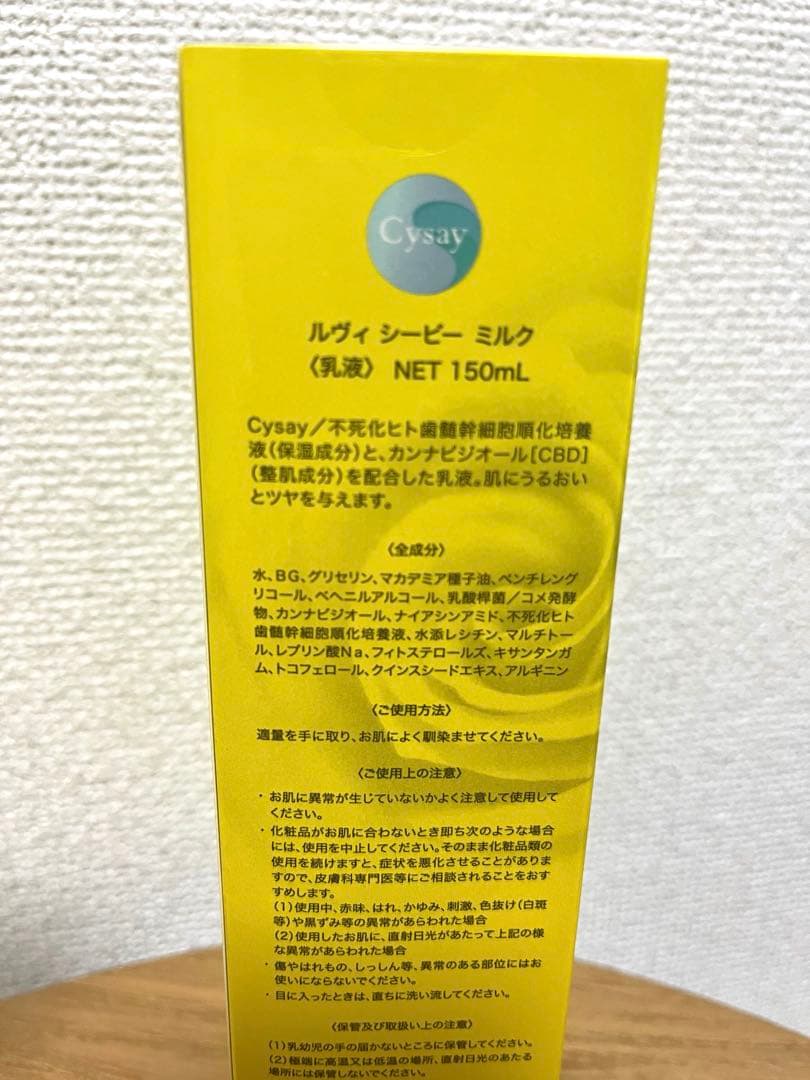 Cysay
ルヴィ シービー ミルク
〈乳液〉 NET 150mL
Cysay／不死化ヒト歯髄幹細胞順化培養
液（保湿成分）と、カンナビジオール［CBD］
（整肌成分）を配合した乳液。肌にうるおい
とツヤを与えます。
〈全成分〉
水、BG、グリセリン、マカデミア種子油、ペンチレング
リコール、ベヘニルアルコール、乳酸桿菌／コメ発酵
物、カンナビジオール、ナイアシンアミド、不死化ヒト
歯髄幹細胞順化培養液、水添レシチン、マルチトー
ル、レブリン酸Na、フィトステロールズ、キサンタンガ
ム、トコフェロール、クインスシードエキス、アルギニン
〈ご使用方法〉
適量を手に取り、お肌によく馴染ませてください。
〈ご使用上の注意〉
・お肌に異常が生じていないかよく注意して使用して
ください。
・化粧品がお肌に合わないとき即ち次のような場合
には、使用を中止してください。そのまま化粧品類の
使用を続けますと、症状を悪化させることがありま
すので、皮膚科専門医等にご相談されることをおす
すめします。
（1）使用中、赤味、はれ、かゆみ、刺激、色抜け（白斑
等）や黒ずみ等の異常があらわれた場合
（2）使用したお肌に、直射日光があたって上記の様
な異常があらわれた場合
・傷やはれもの、しっしん等、異常のある部位にはお
使いにならないでください。
・目に入ったときは、直ちに洗い流してください。
〈保管及び取扱い上の注意〉
（1）乳幼児の手の届かないところに保管してください。
（2）極端に高温又は低温の場所、直射日光のあたる
場所には保管しないでください。